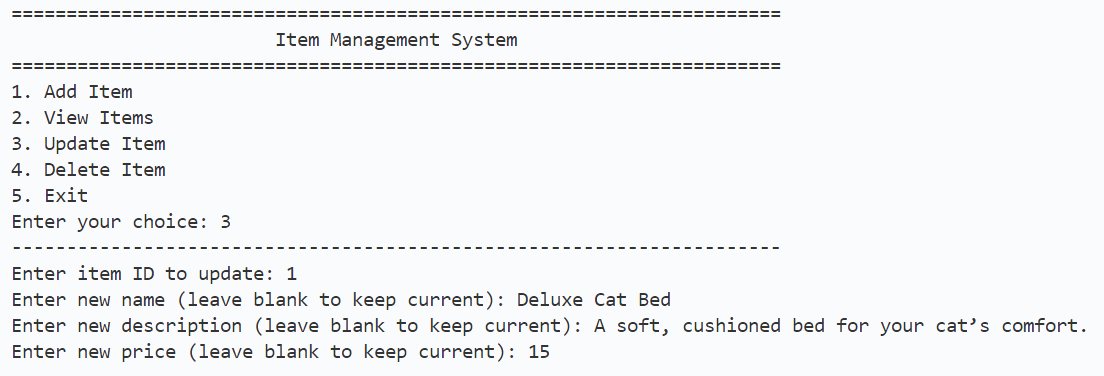 ======================================================================
                        Item Management System
======================================================================
1. Add Item
2. View Items
3. Update Item
4. Delete Item
5. Exit
Enter your choice: 3
----------------------------------------------------------------------
Enter item ID to update: 1
Enter new name (leave blank to keep current): Deluxe Cat Bed
Enter new description (leave blank to keep current): A soft, cushioned bed for your cat’s comfort.
Enter new price (leave blank to keep current): 15